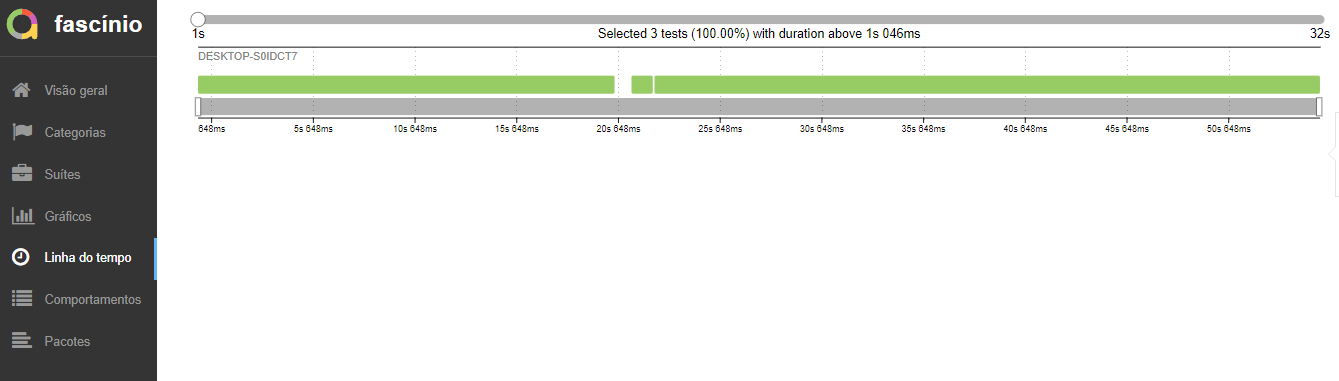 fascínio
Visão geral
Categorias
Suítes
Gráficos
Linha do tempo
Comportamentos
Pacotes
1s Selected 3 tests (100.00%) with duration above 1s 046ms 32s
DESKTOP-S0IDCT7
648ms 5s 648ms 10s 648ms 15s 648ms 20s 648ms 25s 648ms 30s 648ms 35s 648ms 40s 648ms 45s 648ms 50s 648ms